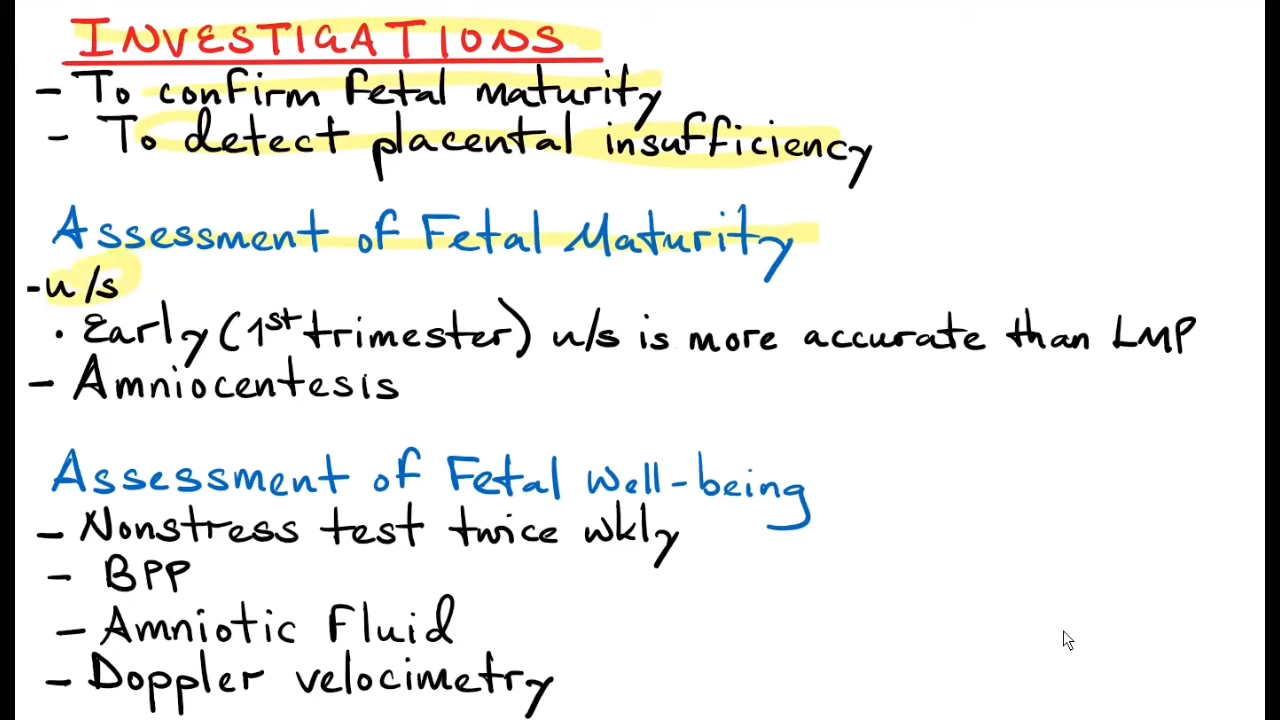 INVESTIGATIONS
- To confirm fetal maturity
- To detect placental insufficiency
Assessment of Fetal Maturity
- u/s
• Early (1st trimester) u/s is more accurate than LMP
- Amniocentesis
Assessment of Fetal Well-being
- Nonstress test twice wkly
- BPP
- Amniotic Fluid
- Doppler velocimetry